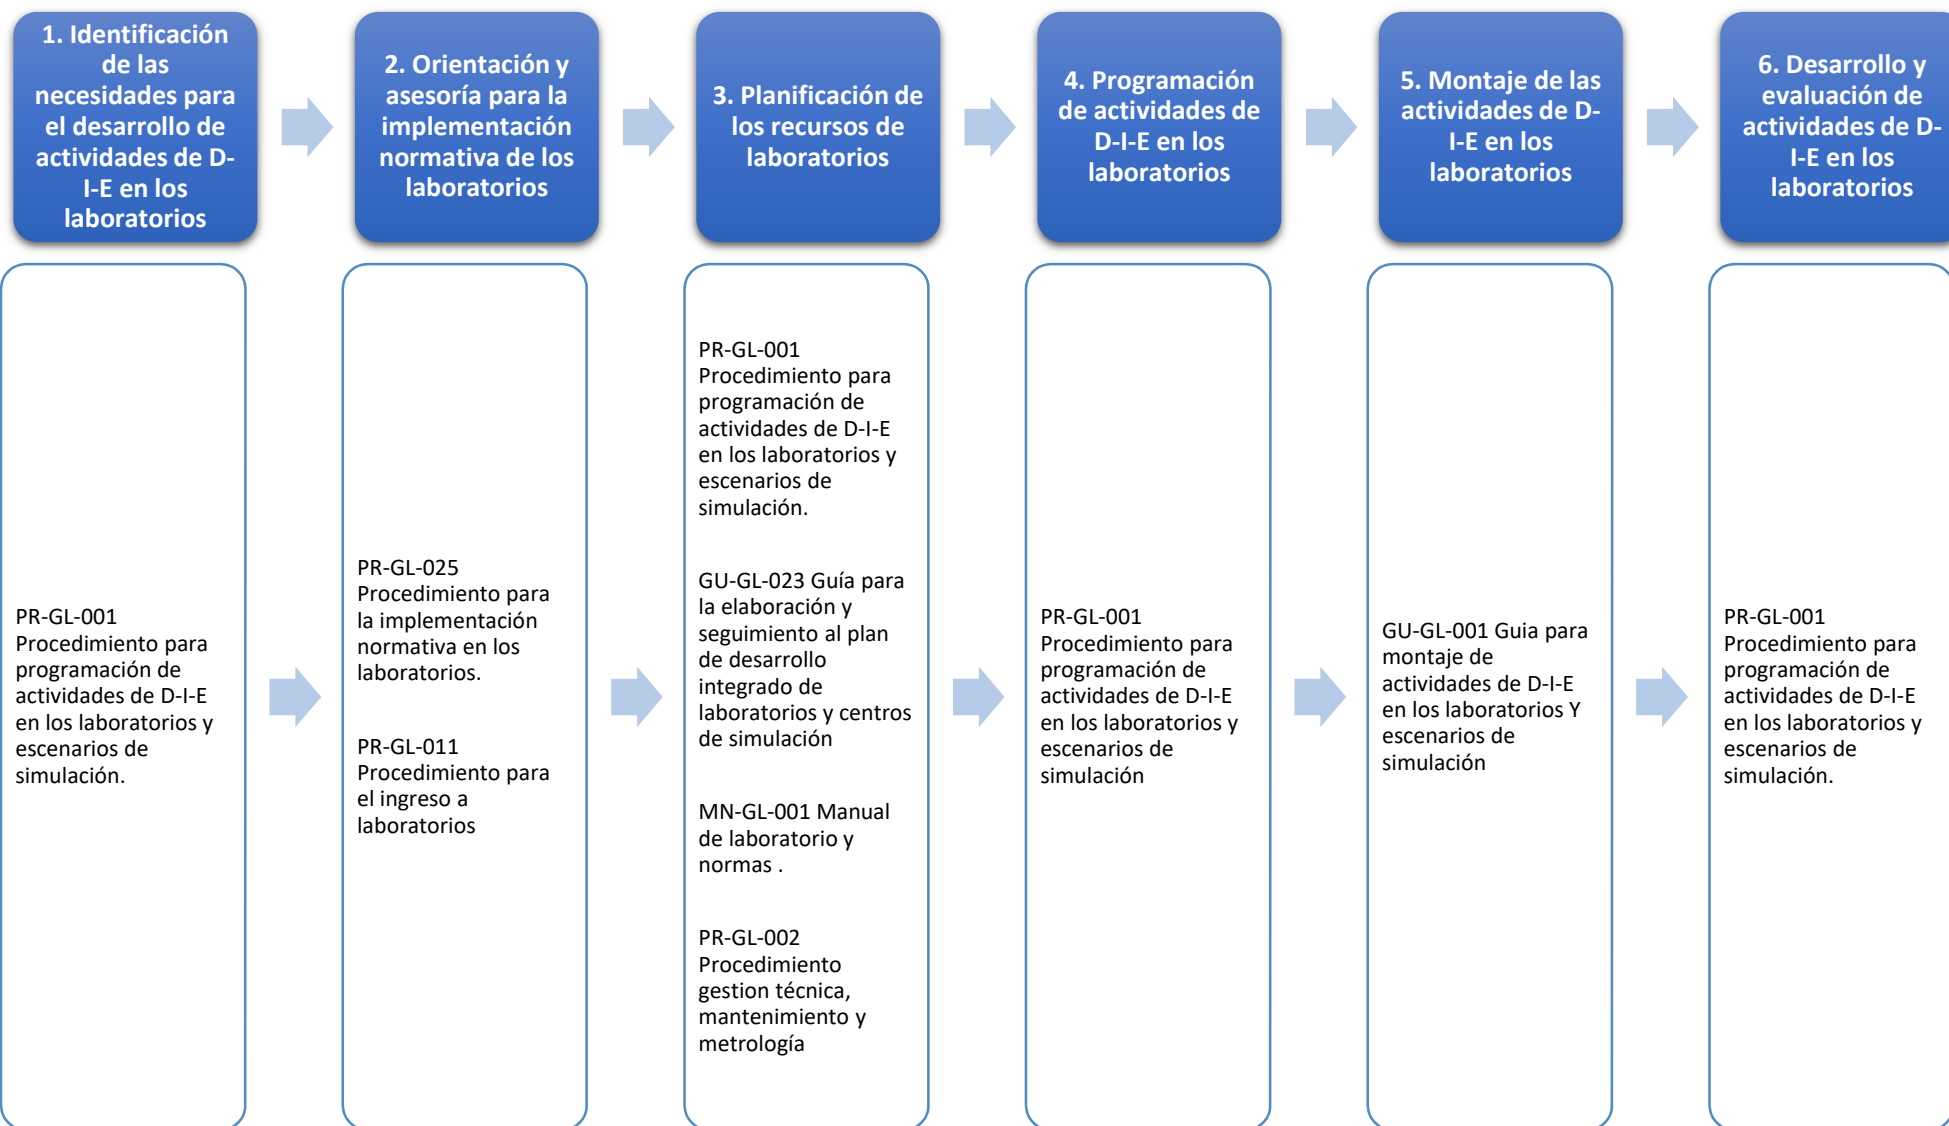 1. Identificación
de las
necesidades para
el desarrollo de
actividades de D-
I-E en los
laboratorios
2. Orientación y
asesoría para la
implementación
normativa de los
laboratorios
3. Planificación de
los recursos de
laboratorios
4. Programación
de actividades de
D-I-E en los
laboratorios
5. Montaje de las
actividades de D-
I-E en los
laboratorios
6. Desarrollo y
evaluación de
actividades de D-
I-E en los
laboratorios
PR-GL-001
Procedimiento para
programación de
actividades de D-I-E
en los laboratorios y
escenarios de
simulación.
PR-GL-025
Procedimiento para
la implementación
normativa en los
laboratorios.
PR-GL-011
Procedimiento para
el ingreso a
laboratorios
PR-GL-001
Procedimiento para
programación de
actividades de D-I-E
en los laboratorios y
escenarios de
simulación.
GU-GL-023 Guía para
la elaboración y
seguimiento al plan
de desarrollo
integrado de
laboratorios y centros
de simulación
MN-GL-001 Manual
de laboratorio y
normas .
PR-GL-002
Procedimiento
gestion técnica,
mantenimiento y
metrología
PR-GL-001
Procedimiento para
programación de
actividades de D-I-E
en los laboratorios y
escenarios de
simulación
GU-GL-001 Guia para
montaje de
actividades de D-I-E
en los laboratorios Y
escenarios de
simulación
PR-GL-001
Procedimiento para
programación de
actividades de D-I-E
en los laboratorios y
escenarios de
simulación.